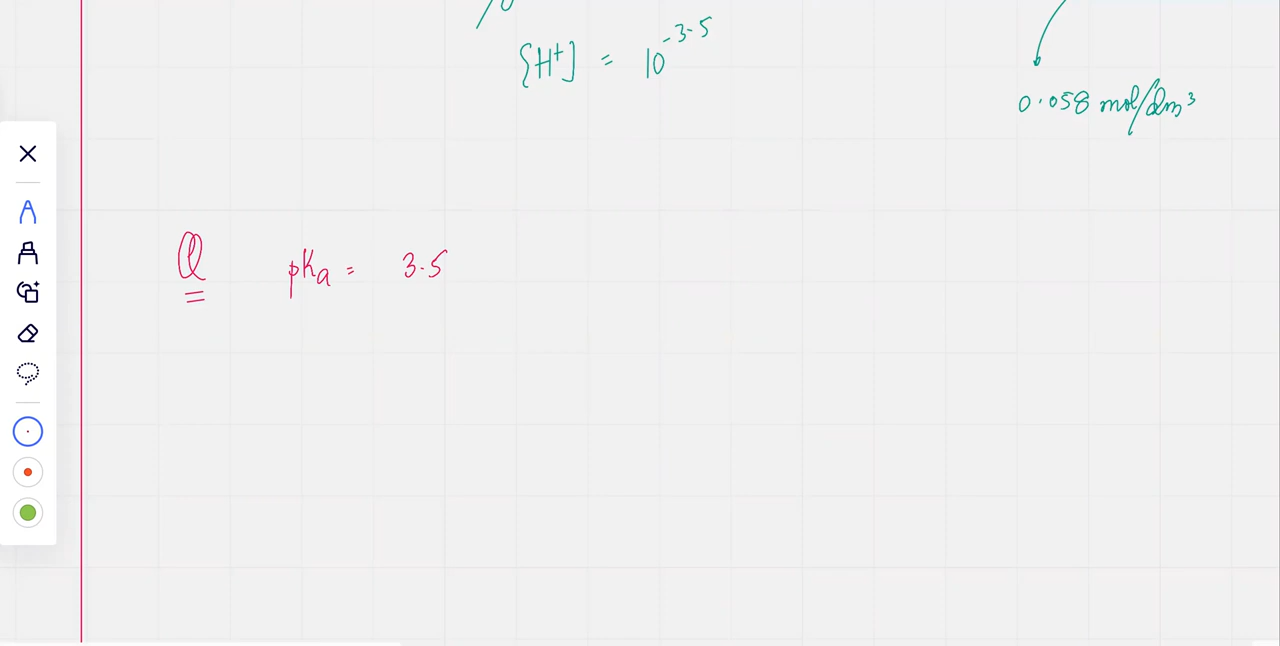 [H⁺] = 10⁻³·⁵
0.058 mol/dm³
Q pKa = 3.5